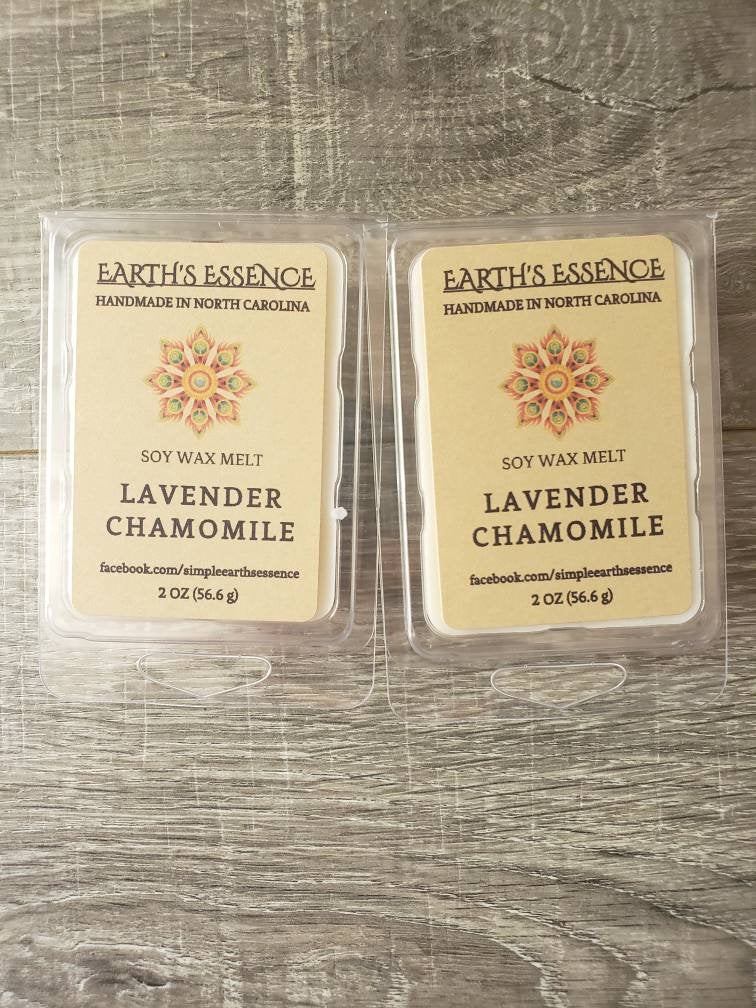 EARTH'S ESSENCE
HANDMADE IN NORTH CAROLINA
SOY WAX MELT
LAVENDER
CHAMOMILE
facebook.com/simpleearthsessence
2 OZ (56.6 g)
EARTH'S ESSENCE
HANDMADE IN NORTH CAROLINA
SOY WAX MELT
LAVENDER
CHAMOMILE
facebook.com/simpleearthsessence
2 OZ (56.6 g)